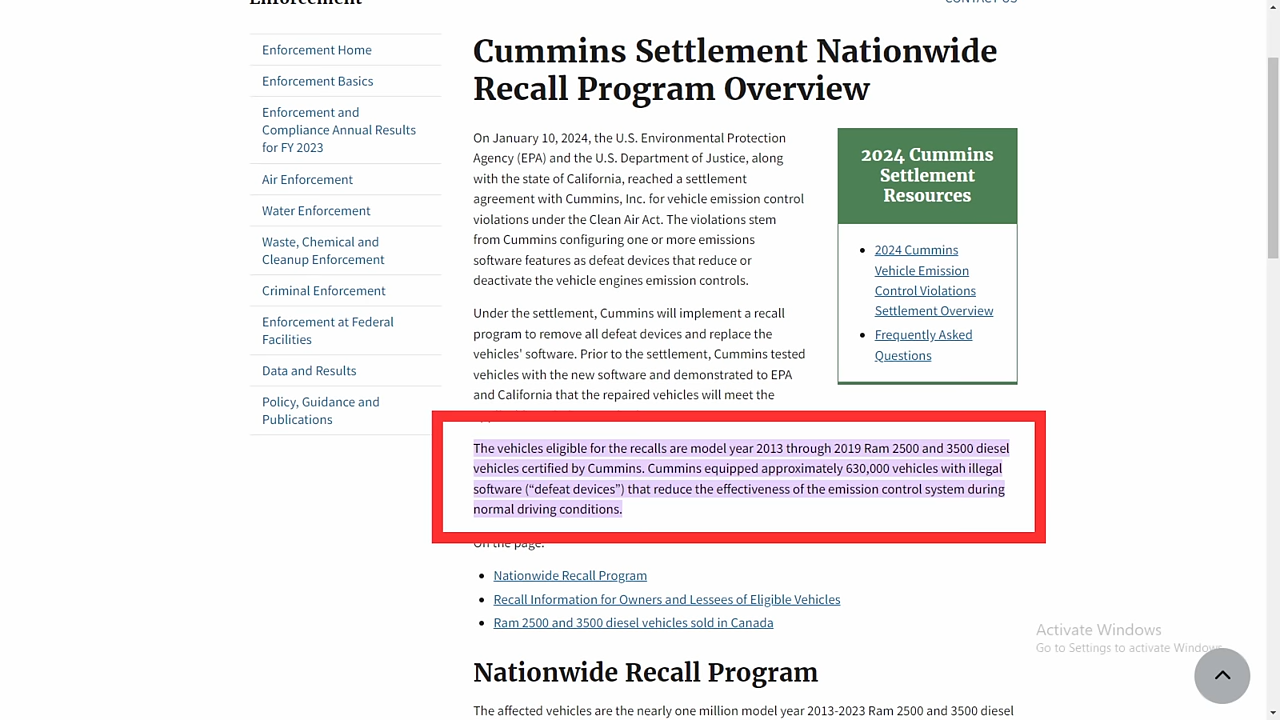 Enforcement
CONTACT US
Enforcement Home
Enforcement Basics
Enforcement and
Compliance Annual Results
for FY 2023
Air Enforcement
Water Enforcement
Waste, Chemical and
Cleanup Enforcement
Criminal Enforcement
Enforcement at Federal
Facilities
Data and Results
Policy, Guidance and
Publications
Cummins Settlement Nationwide
Recall Program Overview
On January 10, 2024, the U.S. Environmental Protection
Agency (EPA) and the U.S. Department of Justice, along
with the state of California, reached a settlement
agreement with Cummins, Inc. for vehicle emission control
violations under the Clean Air Act. The violations stem
from Cummins configuring one or more emissions
software features as defeat devices that reduce or
deactivate the vehicle engines emission controls.
Under the settlement, Cummins will implement a recall
program to remove all defeat devices and replace the
vehicles' software. Prior to the settlement, Cummins tested
vehicles with the new software and demonstrated to EPA
and California that the repaired vehicles will meet the
2024 Cummins
Settlement
Resources
• 2024 Cummins
Vehicle Emission
Control Violations
Settlement Overview
• Frequently Asked
Questions
The vehicles eligible for the recalls are model year 2013 through 2019 Ram 2500 and 3500 diesel
vehicles certified by Cummins. Cummins equipped approximately 630,000 vehicles with illegal
software (“defeat devices”) that reduce the effectiveness of the emission control system during
normal driving conditions.
On the page:
• Nationwide Recall Program
• Recall Information for Owners and Lessees of Eligible Vehicles
• Ram 2500 and 3500 diesel vehicles sold in Canada
Nationwide Recall Program
The affected vehicles are the nearly one million model year 2013-2023 Ram 2500 and 3500 diesel
Activate Windows
Go to Settings to activate Windows.